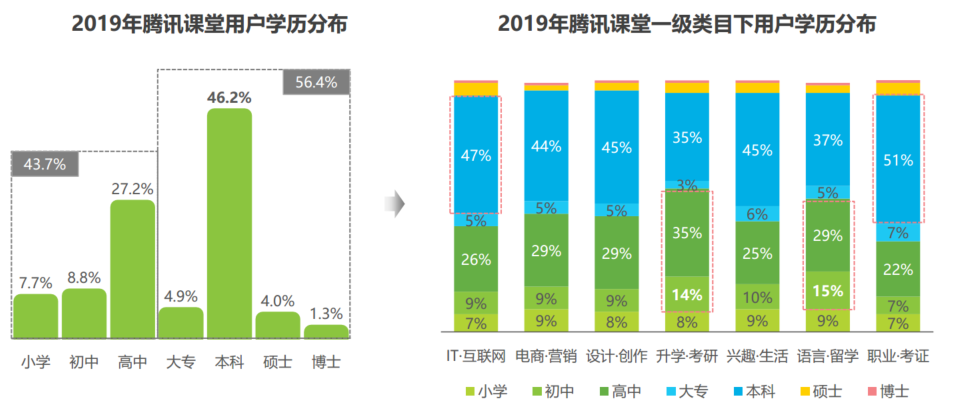 2019年腾讯课堂用户学历分布
56.4%
46.2%
43.7%
27.2%
7.7%
8.8%
4.9%
4.0%
1.3%
小学 初中 高中 大专 本科 硕士 博士
2019年腾讯课堂一级类目下用户学历分布
47% 44% 45% 35% 45% 37% 51%
5% 5% 5% 3% 6% 5% 7%
26% 29% 29% 35% 25% 29% 22%
9% 9% 9% 14% 10% 15% 7%
7% 9% 8% 8% 9% 9% 7%
IT·互联网 电商·营销 设计·创作 升学·考研 兴趣·生活 语言·留学 职业·考证
小学 初中 高中 大专 本科 硕士 博士